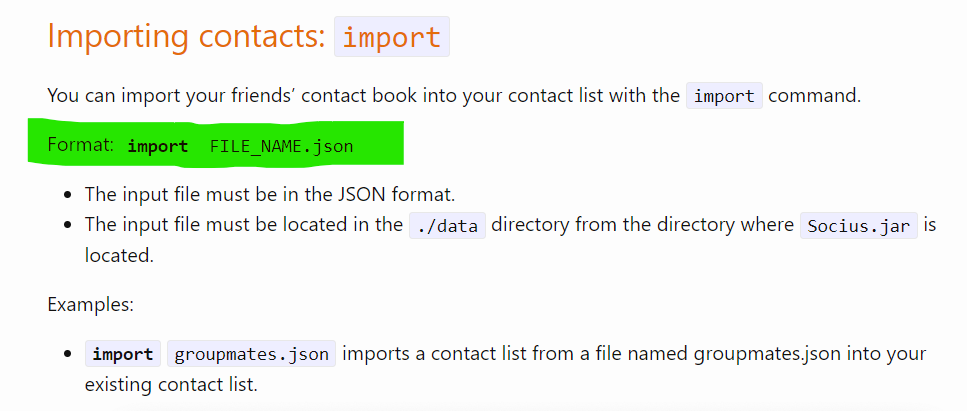 Importing contacts: import
You can import your friends’ contact book into your contact list with the import command.
Format: import FILE_NAME.json
• The input file must be in the JSON format.
• The input file must be located in the ./data directory from the directory where Socius.jar is
located.
Examples:
• import groupmates.json imports a contact list from a file named groupmates.json into your
existing contact list.